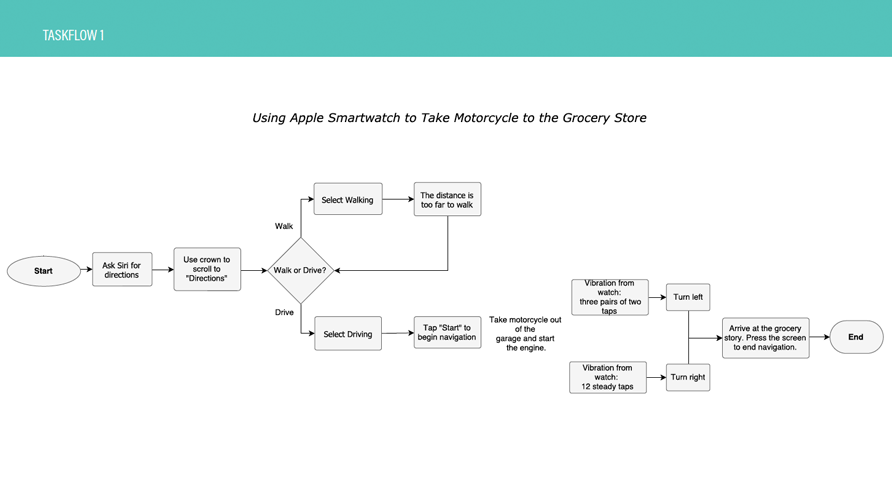 TASKFLOW 1
Using Apple Smartwatch to Take Motorcycle to the Grocery Store
Start
Ask Siri for
directions
Use crown to
scroll to
"Directions"
Walk or Drive?
Walk
Select Walking
The distance is
too far to walk
Drive
Select Driving
Tap "Start" to
begin navigation
Take motorcycle out
of the
garage and start
the engine.
Vibration from
watch:
three pairs of two
taps
Turn left
Vibration from
watch:
12 steady taps
Turn right
Arrive at the grocery
story. Press the screen
to end navigation.
End